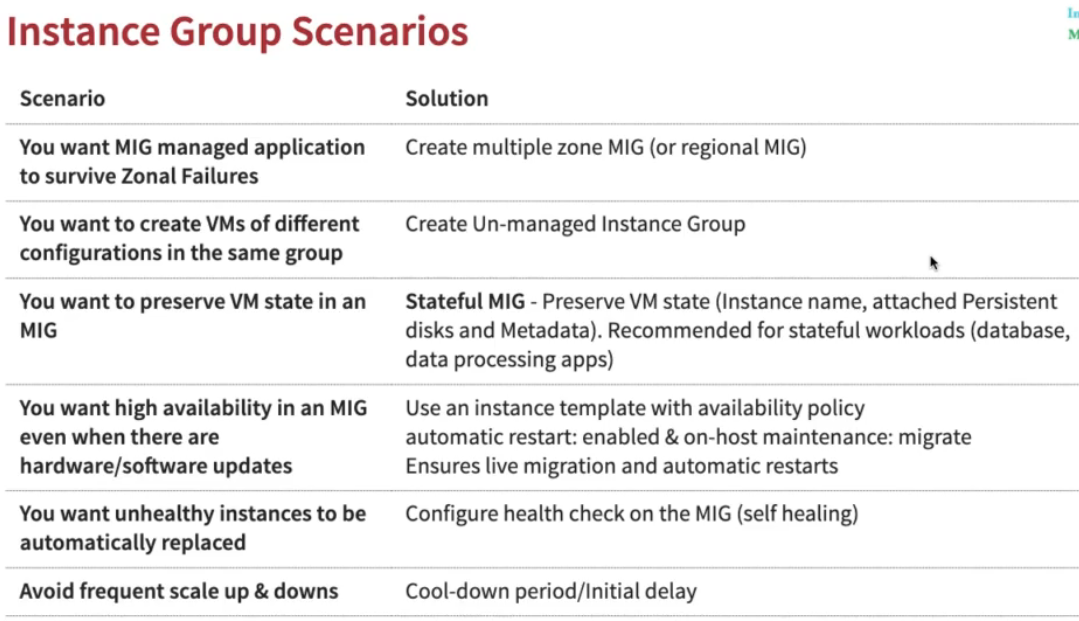 Instance Group Scenarios
Scenario Solution
You want MIG managed application Create multiple zone MIG (or regional MIG)
to survive Zonal Failures
You want to create VMs of different Create Un-managed Instance Group
configurations in the same group
You want to preserve VM state in an Stateful MIG - Preserve VM state (Instance name, attached Persistent
MIG disks and Metadata). Recommended for stateful workloads (database,
data processing apps)
You want high availability in an MIG Use an instance template with availability policy
even when there are automatic restart: enabled & on-host maintenance: migrate
hardware/software updates Ensures live migration and automatic restarts
You want unhealthy instances to be Configure health check on the MIG (self healing)
automatically replaced
Avoid frequent scale up & downs Cool-down period/Initial delay